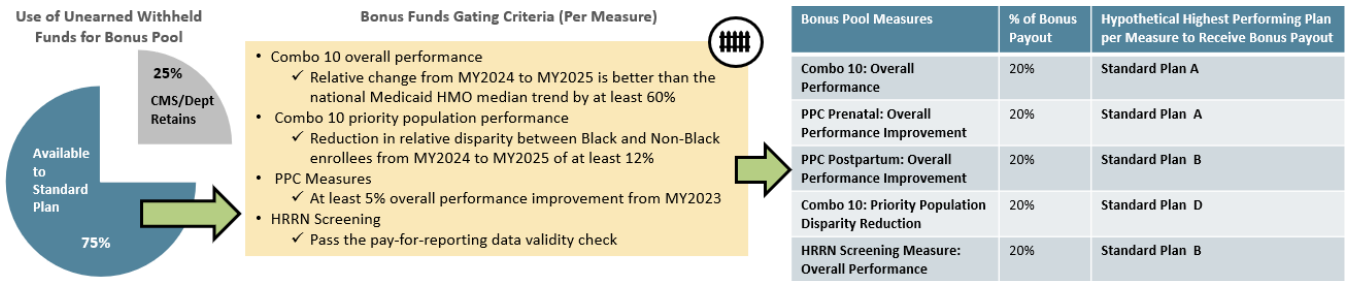 Use of Unearned Withheld
Funds for Bonus Pool
25%
CMS/Dept
Retains
Available
to
Standard
Plan
75%
Bonus Funds Gating Criteria (Per Measure)
• Combo 10 overall performance
✓ Relative change from MY2024 to MY2025 is better than the
national Medicaid HMO median trend by at least 60%
• Combo 10 priority population performance
✓ Reduction in relative disparity between Black and Non-Black
enrollees from MY2024 to MY2025 of at least 12%
• PPC Measures
✓ At least 5% overall performance improvement from MY2023
• HRRN Screening
✓ Pass the pay-for-reporting data validity check
Bonus Pool Measures
% of Bonus
Payout
Hypothetical Highest Performing Plan
per Measure to Receive Bonus Payout
Combo 10: Overall
Performance
20%
Standard Plan A
PPC Prenatal: Overall
Performance Improvement
20%
Standard Plan A
PPC Postpartum: Overall
Performance Improvement
20%
Standard Plan B
Combo 10: Priority Population
Disparity Reduction
20%
Standard Plan D
HRRN Screening Measure:
Overall Performance
20%
Standard Plan B